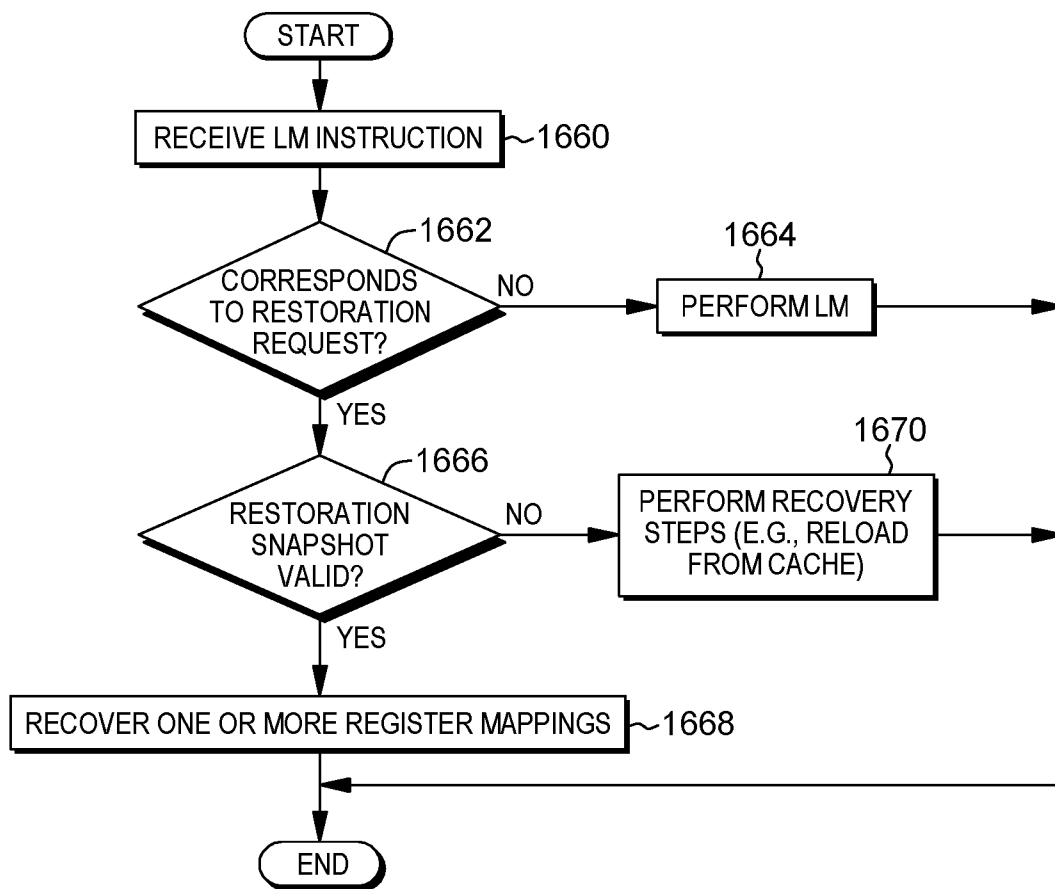 START
RECEIVE LM INSTRUCTION
1660
1662
CORRESPONDS
TO RESTORATION
REQUEST?
NO
1664
PERFORM LM
YES
1666
RESTORATION
SNAPSHOT
VALID?
NO
1670
PERFORM RECOVERY
STEPS (E.G., RELOAD
FROM CACHE)
YES
RECOVER ONE OR MORE REGISTER MAPPINGS
1668
END